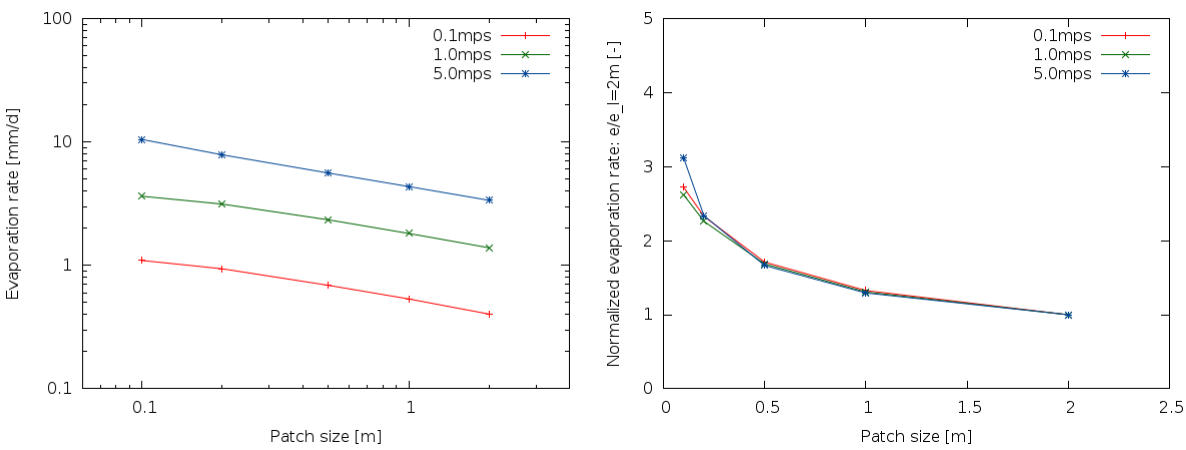 100
10
1
0.1
0.1
1
Evaporation rate [mm/d]
Patch size [m]
0.1mps
1.0mps
5.0mps
5
4
3
2
1
0
0
0.5
1
1.5
2
2.5
Normalized evaporation rate: e/e_l=2m [-]
Patch size [m]
0.1mps
1.0mps
5.0mps